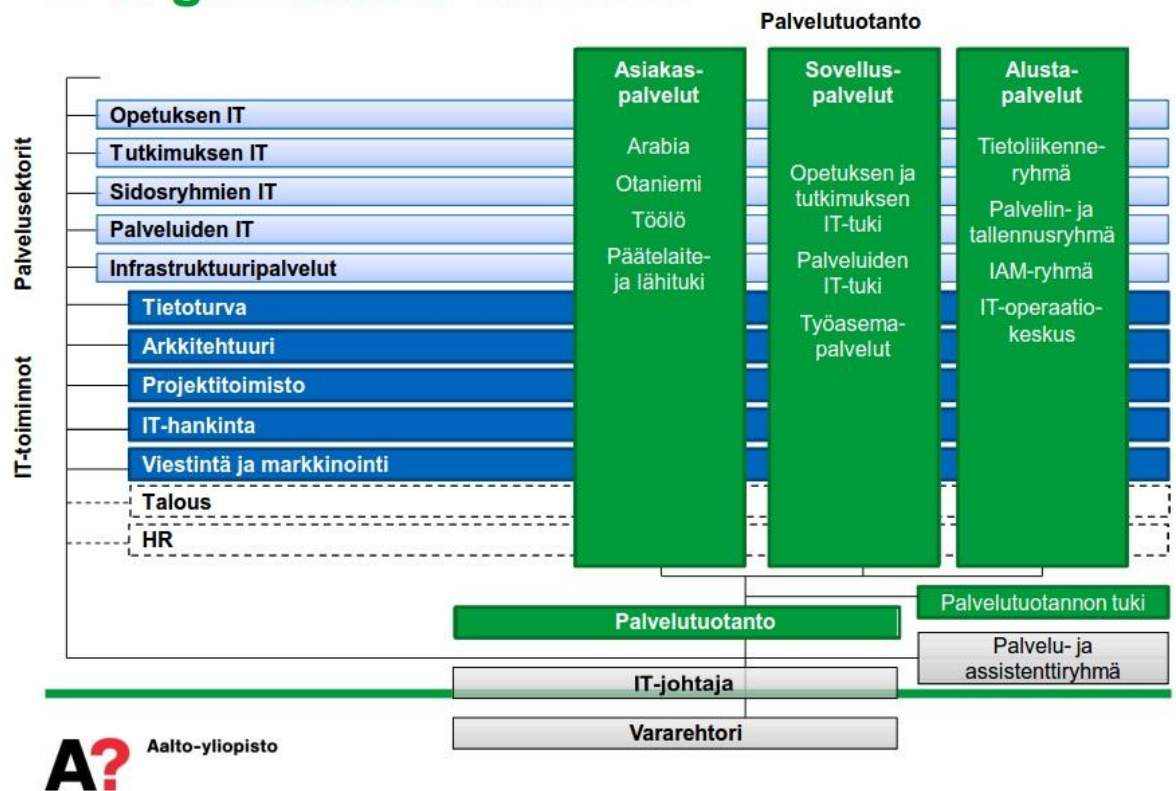 Palvelutuotanto
Asiakas-
palvelut
Arabia
Otaniemi
Töölö
Päätelaite-
ja lähituki
Sovellus-
palvelut
Opetuksen ja
tutkimuksen
IT-tuki
Palveluiden
IT-tuki
Työasema-
palvelut
Alusta-
palvelut
Tietoliikenne-
ryhmä
Palvelin- ja
tallennusryhmä
IAM-ryhmä
IT-operaatio-
keskus
Palvelusektorit
Opetuksen IT
Tutkimuksen IT
Sidosryhmien IT
Palveluiden IT
Infrastruktuuripalvelut
IT-toiminnot
Tietoturva
Arkkitehtuuri
Projektitoimisto
IT-hankinta
Viestintä ja markkinointi
Talous
HR
Palvelutuotannon tuki
Palvelutuotanto
Palvelu- ja
assistenttiryhmä
IT-johtaja
Vararehtori
A?
Aalto-yliopisto